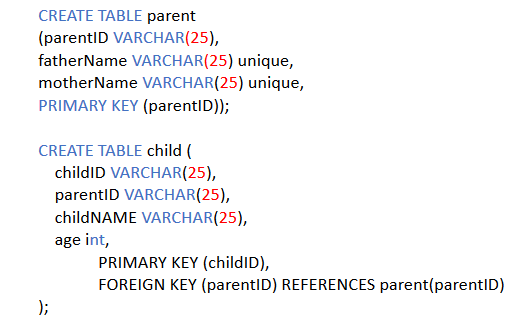 CREATE TABLE parent
(parentID VARCHAR(25),
fatherName VARCHAR(25) unique,
motherName VARCHAR(25) unique,
PRIMARY KEY (parentID));
CREATE TABLE child (
childID VARCHAR(25),
parentID VARCHAR(25),
childNAME VARCHAR(25),
age int,
PRIMARY KEY (childID),
FOREIGN KEY (parentID) REFERENCES parent(parentID)
);